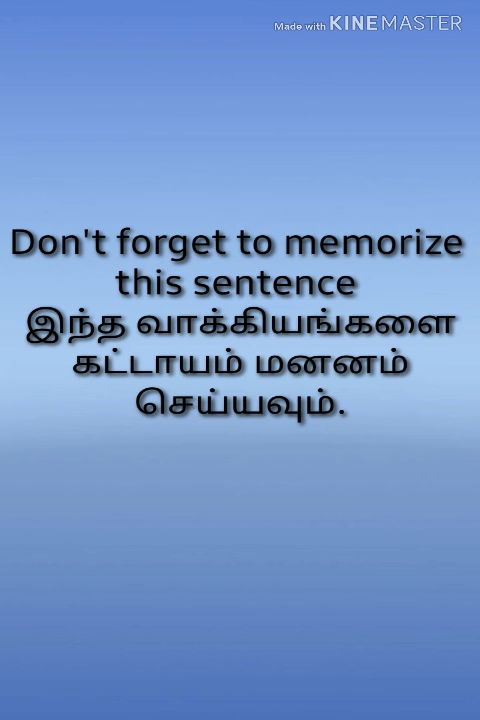 Made with KINEMASTER
Don't forget to memorize
this sentence
இந்த வாக்கியங்களை
கட்டாயம் மனனம்
செய்யவும்.